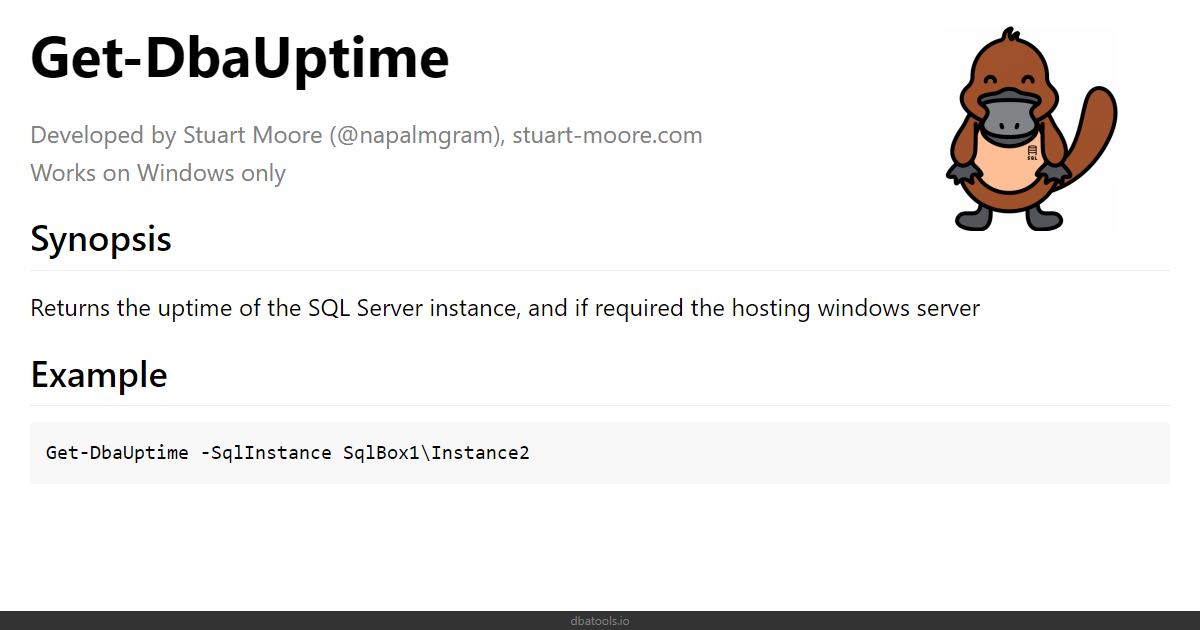 Get-DbaUptime
Developed by Stuart Moore (@napalmgram), stuart-moore.com
Works on Windows only
SQL
Synopsis
Returns the uptime of the SQL Server instance, and if required the hosting windows server
Example
Get-DbaUptime -SqlInstance SqlBox1\Instance2
dbatools.io